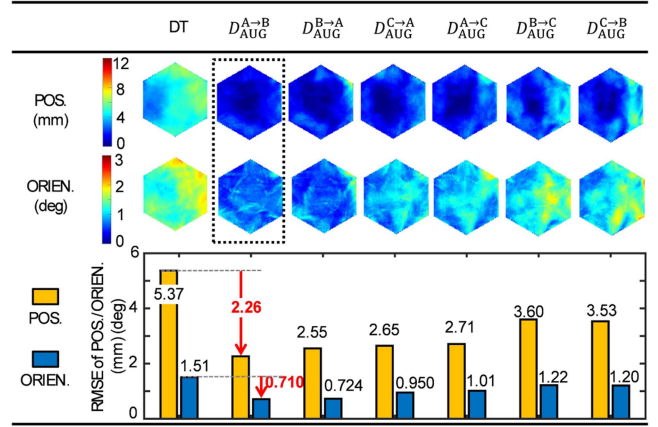 DT D_AUG^A→B D_AUG^B→A D_AUG^C→A D_AUG^A→C D_AUG^B→C D_AUG^C→B
POS.
(mm)
12
8
4
0
ORIEN.
(deg)
3
2
1
0
RMSE of POS./ORIEN.
(mm) (deg)
6
4
2
0
POS.
ORIEN.
5.37
1.51
2.26
0.710
2.55
0.724
2.65
0.950
2.71
1.01
3.60
1.22
3.53
1.20